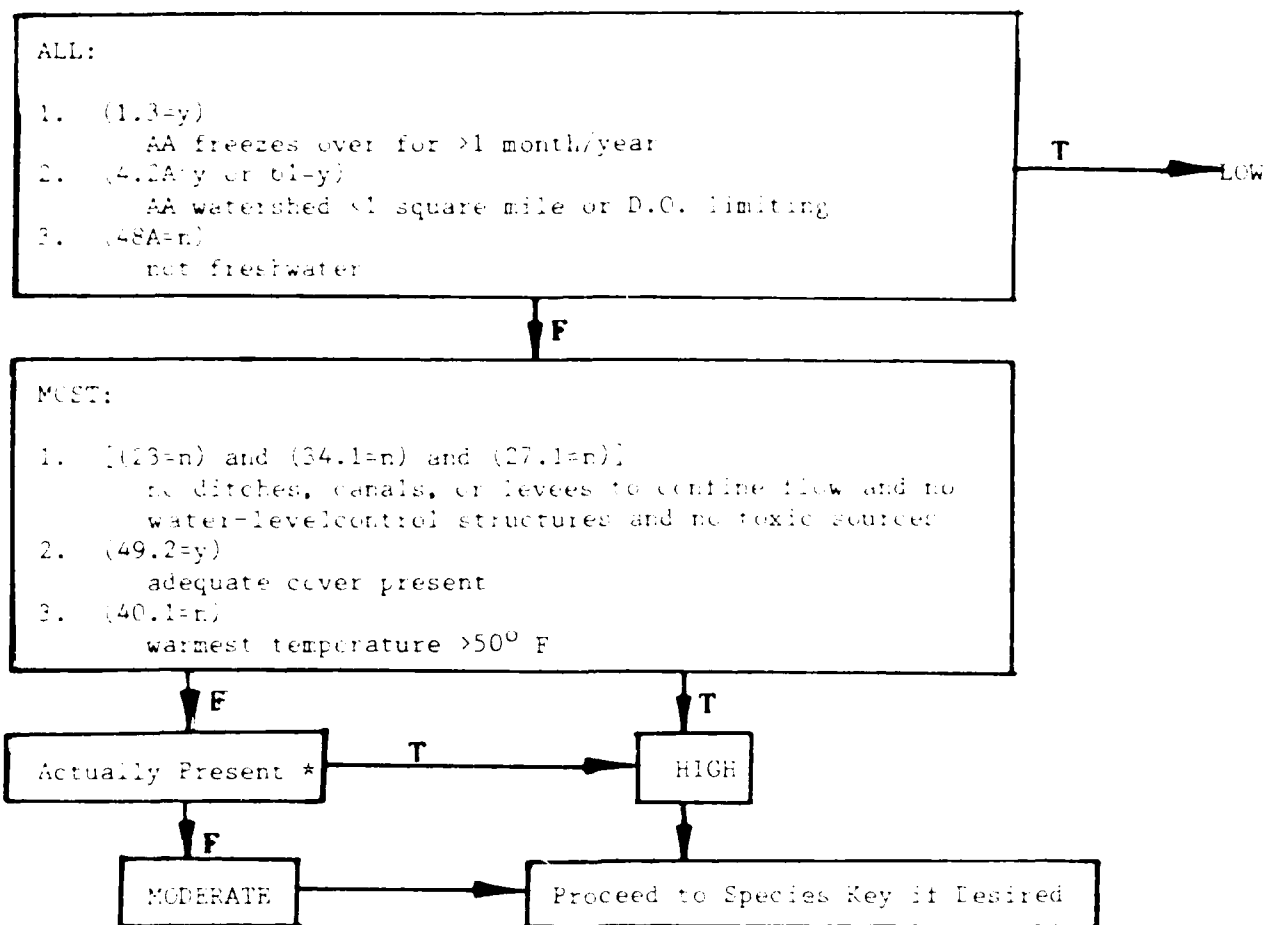 ALL:
1. (1.3=y)
AA freezes over for >1 month/year
T
LOW
2. (4.2A=y or 61=y)
AA watershed <1 square mile or D.O. limiting
3. (48A=n)
not freshwater
F
MOST:
1. [(23=n) and (34.1=n) and (27.1=n)]
no ditches, canals, or levees to confine flow and no
water-levelcontrol structures and no toxic sources
2. (49.2=y)
adequate cover present
3. (40.1=n)
warmest temperature >50° F
F
T
Actually Present *
T
HIGH
F
MODERATE
Proceed to Species Key if Desired